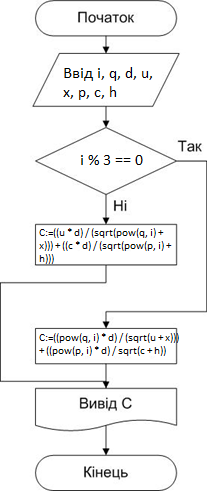 Початок
Ввід i, q, d, u,
x, p, c, h
i % 3 == 0
Так
Ні
C:=((u * d) / (sqrt(pow(q, i) +
x))) + ((c * d) / (sqrt(pow(p, i) +
h)))
C:=((pow(q, i) * d) / (sqrt(u + x)))
+ ((pow(p, i) * d) / sqrt(c + h))
Вивід C
Кінець